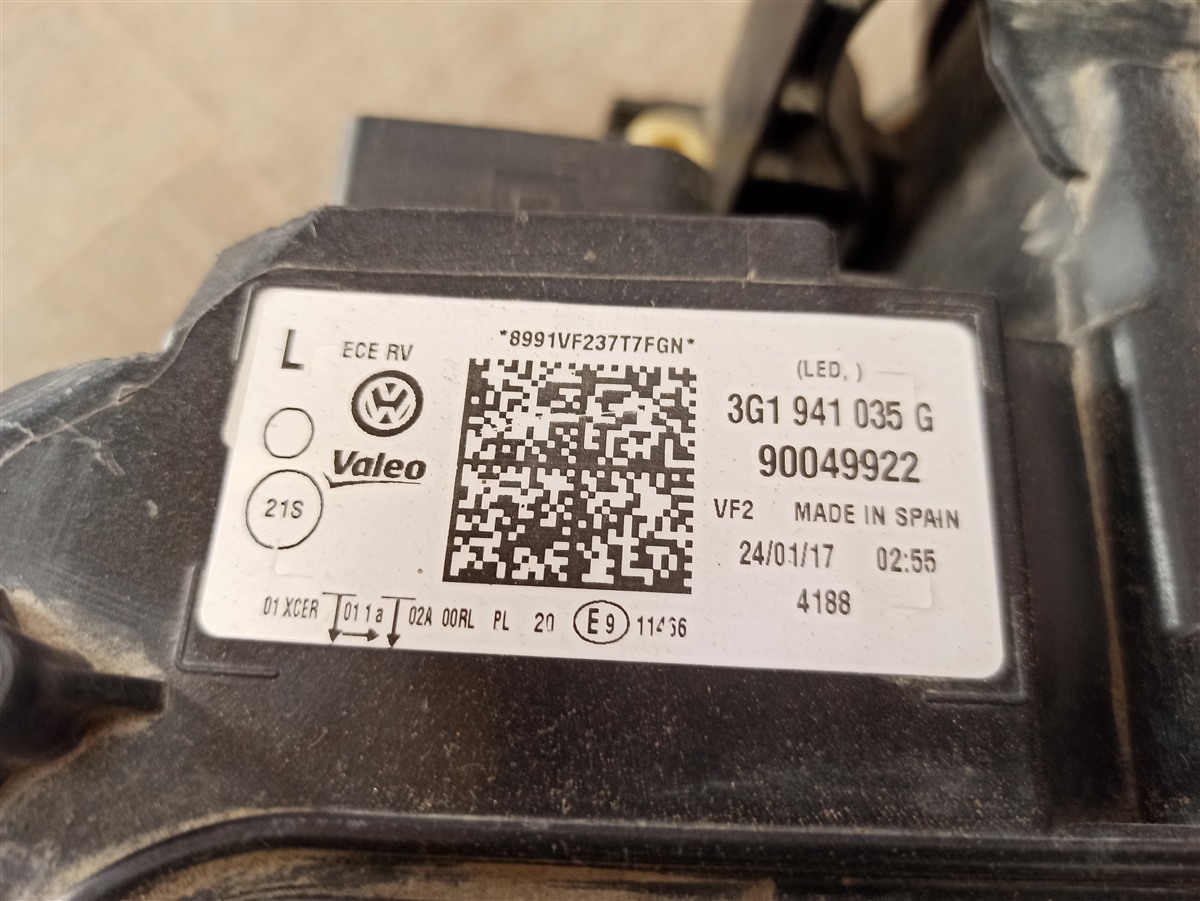 *8991VF237T7FGN*
L
ECE RV
(LED, )
3G1 941 035 G
Valeo
90049922
21S
VF2 MADE IN SPAIN
24/01/17 02:55
4188
01 XCER 01 1a 02A 00RL PL 20 E9